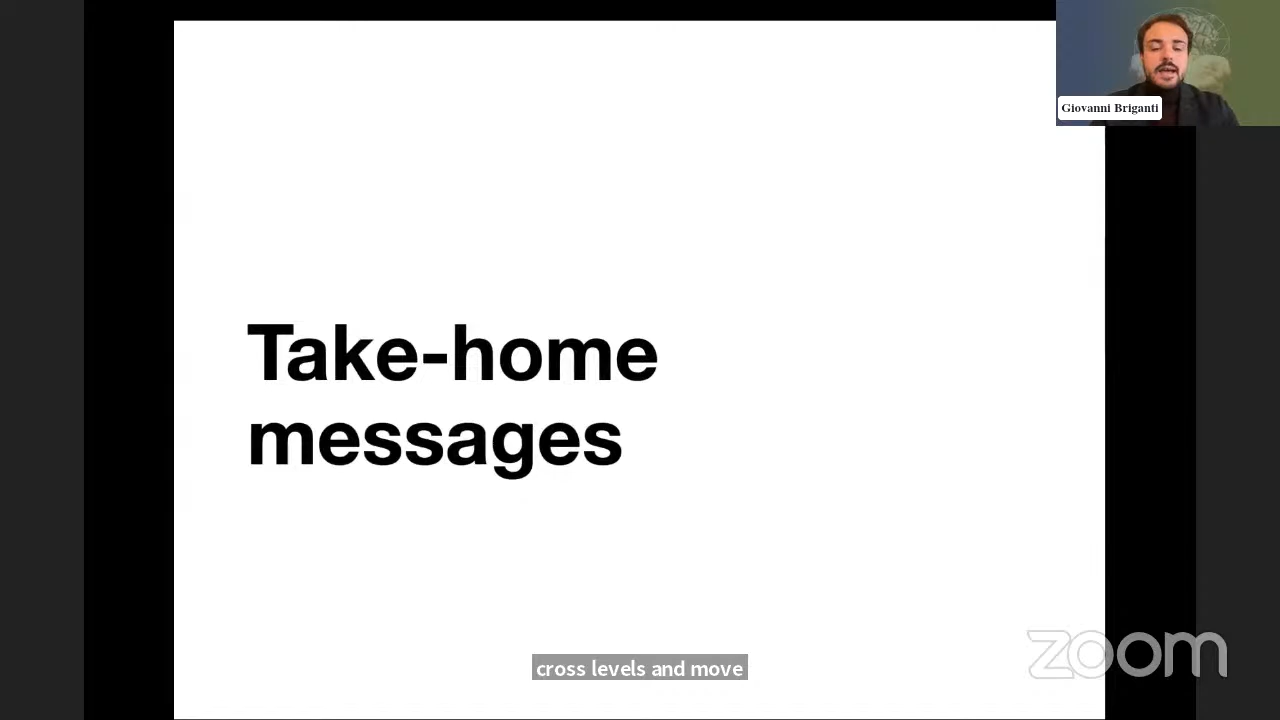 Giovanni Briganti
Take-home
messages
cross levels and move
zoom